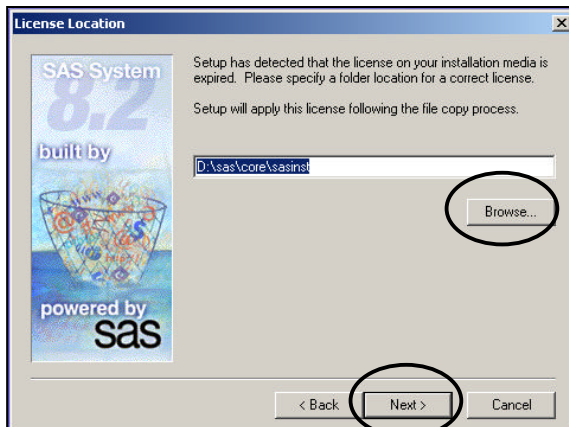 License Location
SAS System
8.2
built by
powered by
sas
Setup has detected that the license on your installation media is
expired. Please specify a folder location for a correct license.
Setup will apply this license following the file copy process.
D:\sas\core\sasinst
Browse...
< Back
Next >
Cancel